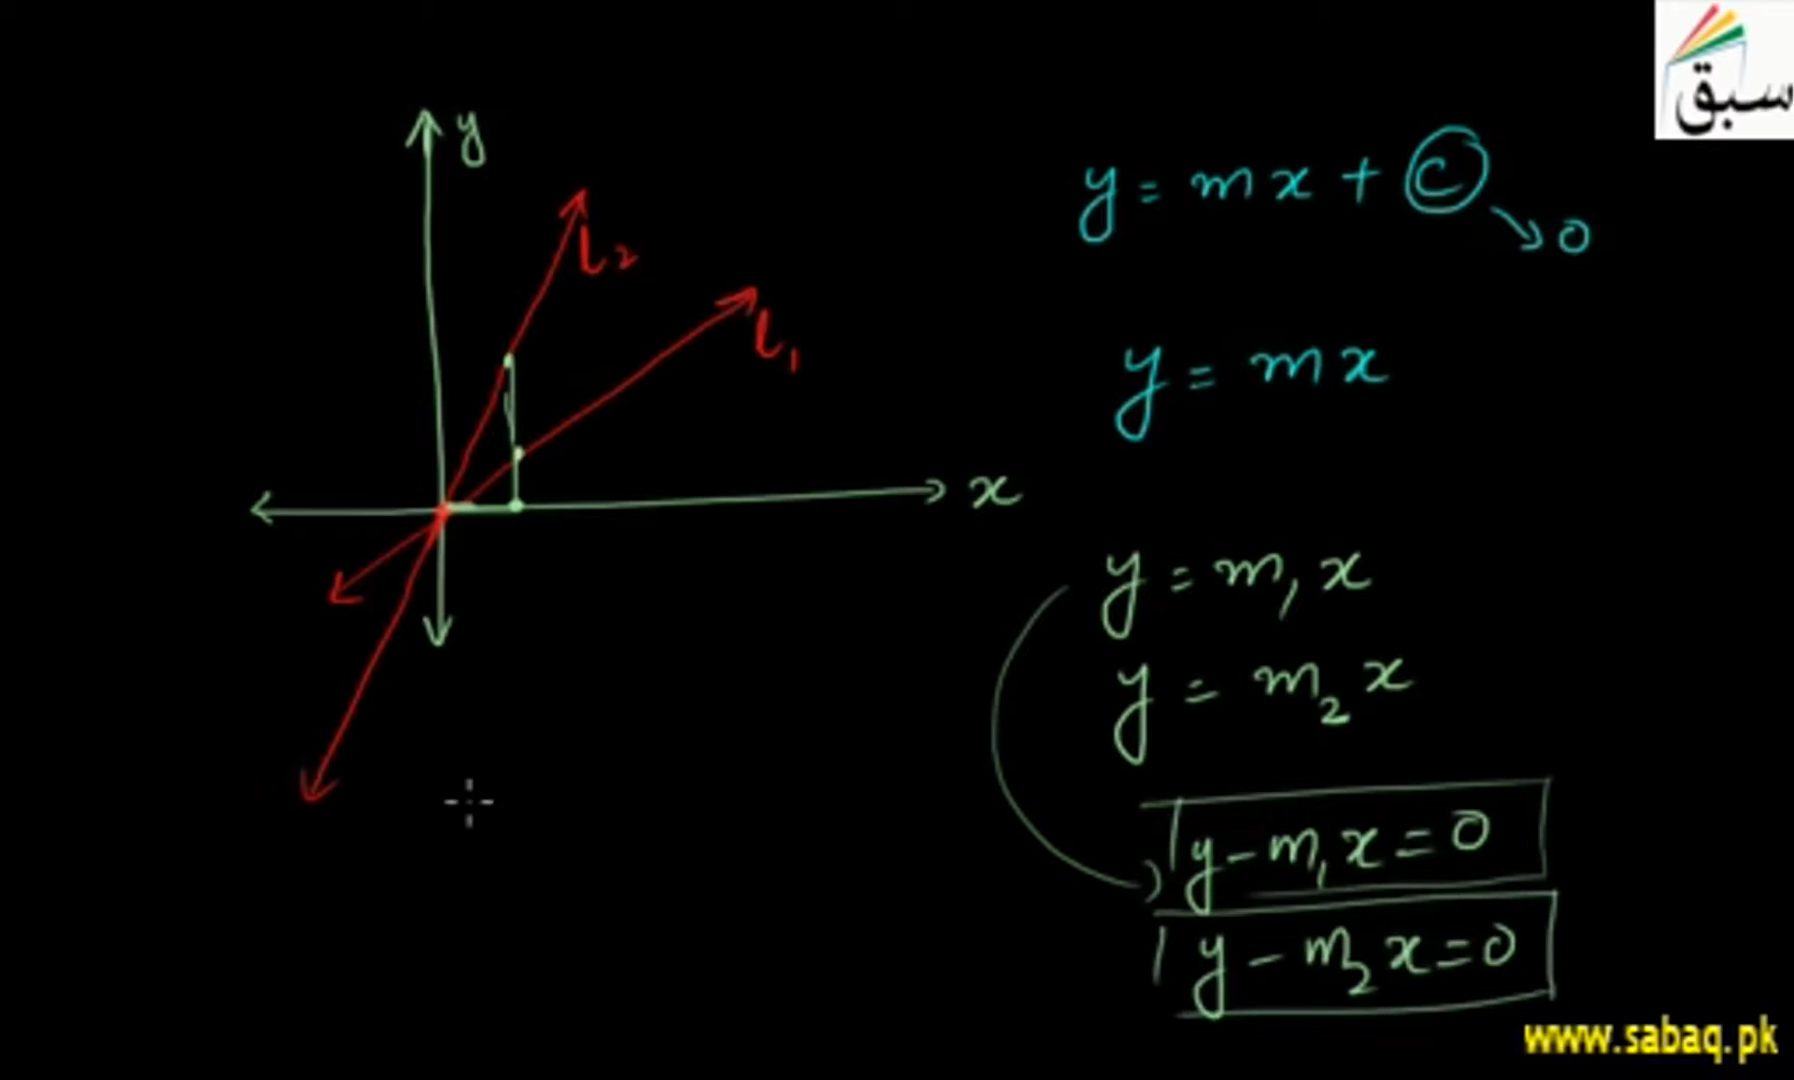 سبق
y
l₂
l₁
x
y = mx + c
0
y = mx
y = m₁x
y = m₂x
y - m₁x = 0
y - m₂x = 0
www.sabaq.pk